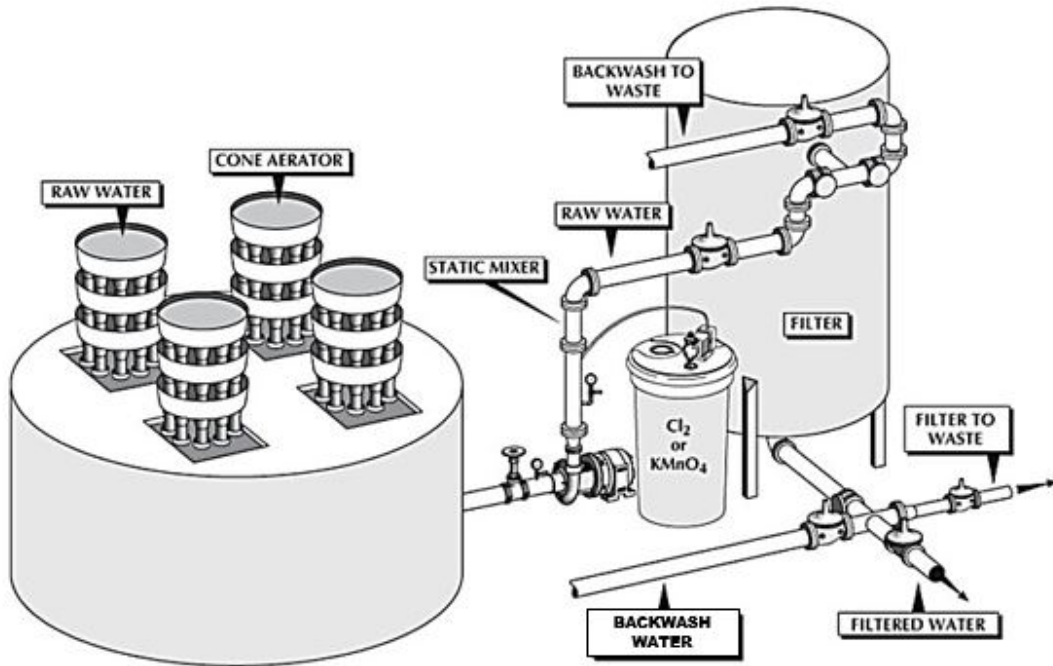 BACKWASH TO
WASTE
CONE AERATOR
RAW WATER
RAW WATER
STATIC MIXER
FILTER
Cl₂
or
KMnO₄
FILTER TO
WASTE
BACKWASH
WATER
FILTERED WATER